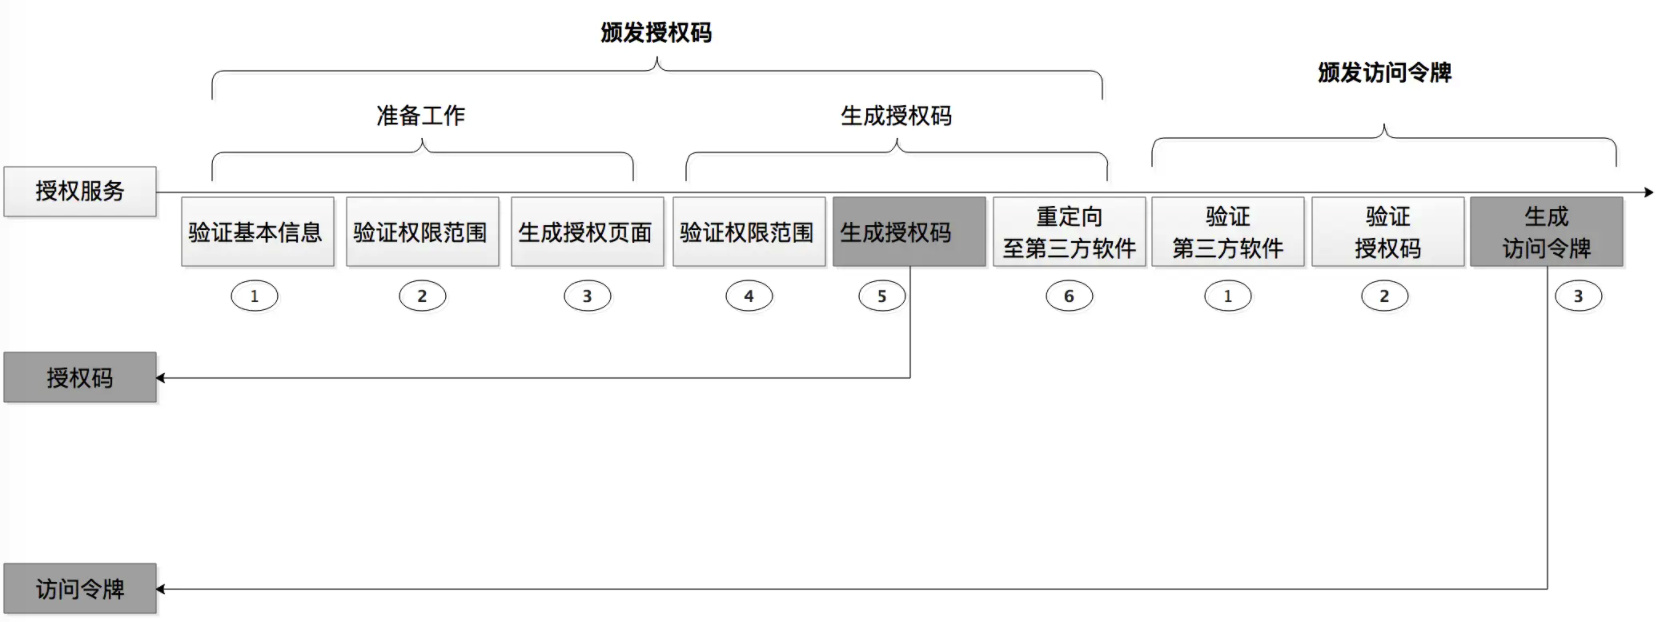 颁发授权码
颁发访问令牌
准备工作
生成授权码
授权服务
验证基本信息
验证权限范围
生成授权页面
验证权限范围
生成授权码
重定向
至第三方软件
验证
第三方软件
验证
授权码
生成
访问令牌
1
2
3
4
5
6
1
2
3
授权码
访问令牌